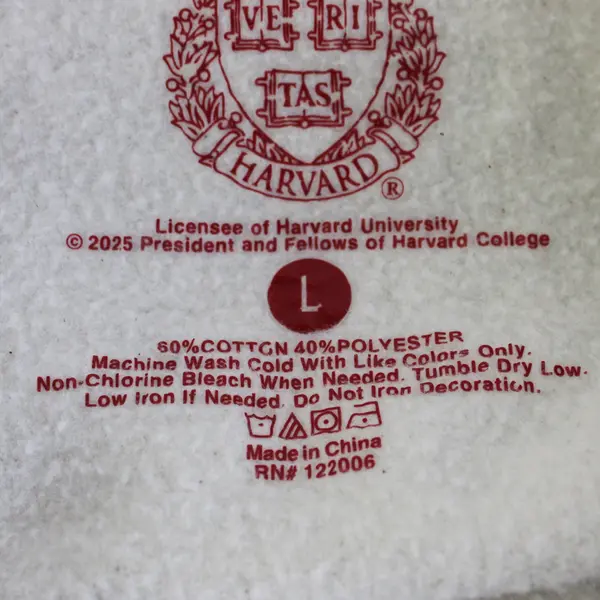 VE RI
TAS
HARVARD®
Licensee of Harvard University
© 2025 President and Fellows of Harvard College
L
60%COTTON 40%POLYESTER
Machine Wash Cold With Like Colors Only.
Non-Chlorine Bleach When Needed. Tumble Dry Low.
Low Iron If Needed. Do Not Iron Decoration.
Made in China
RN# 122006